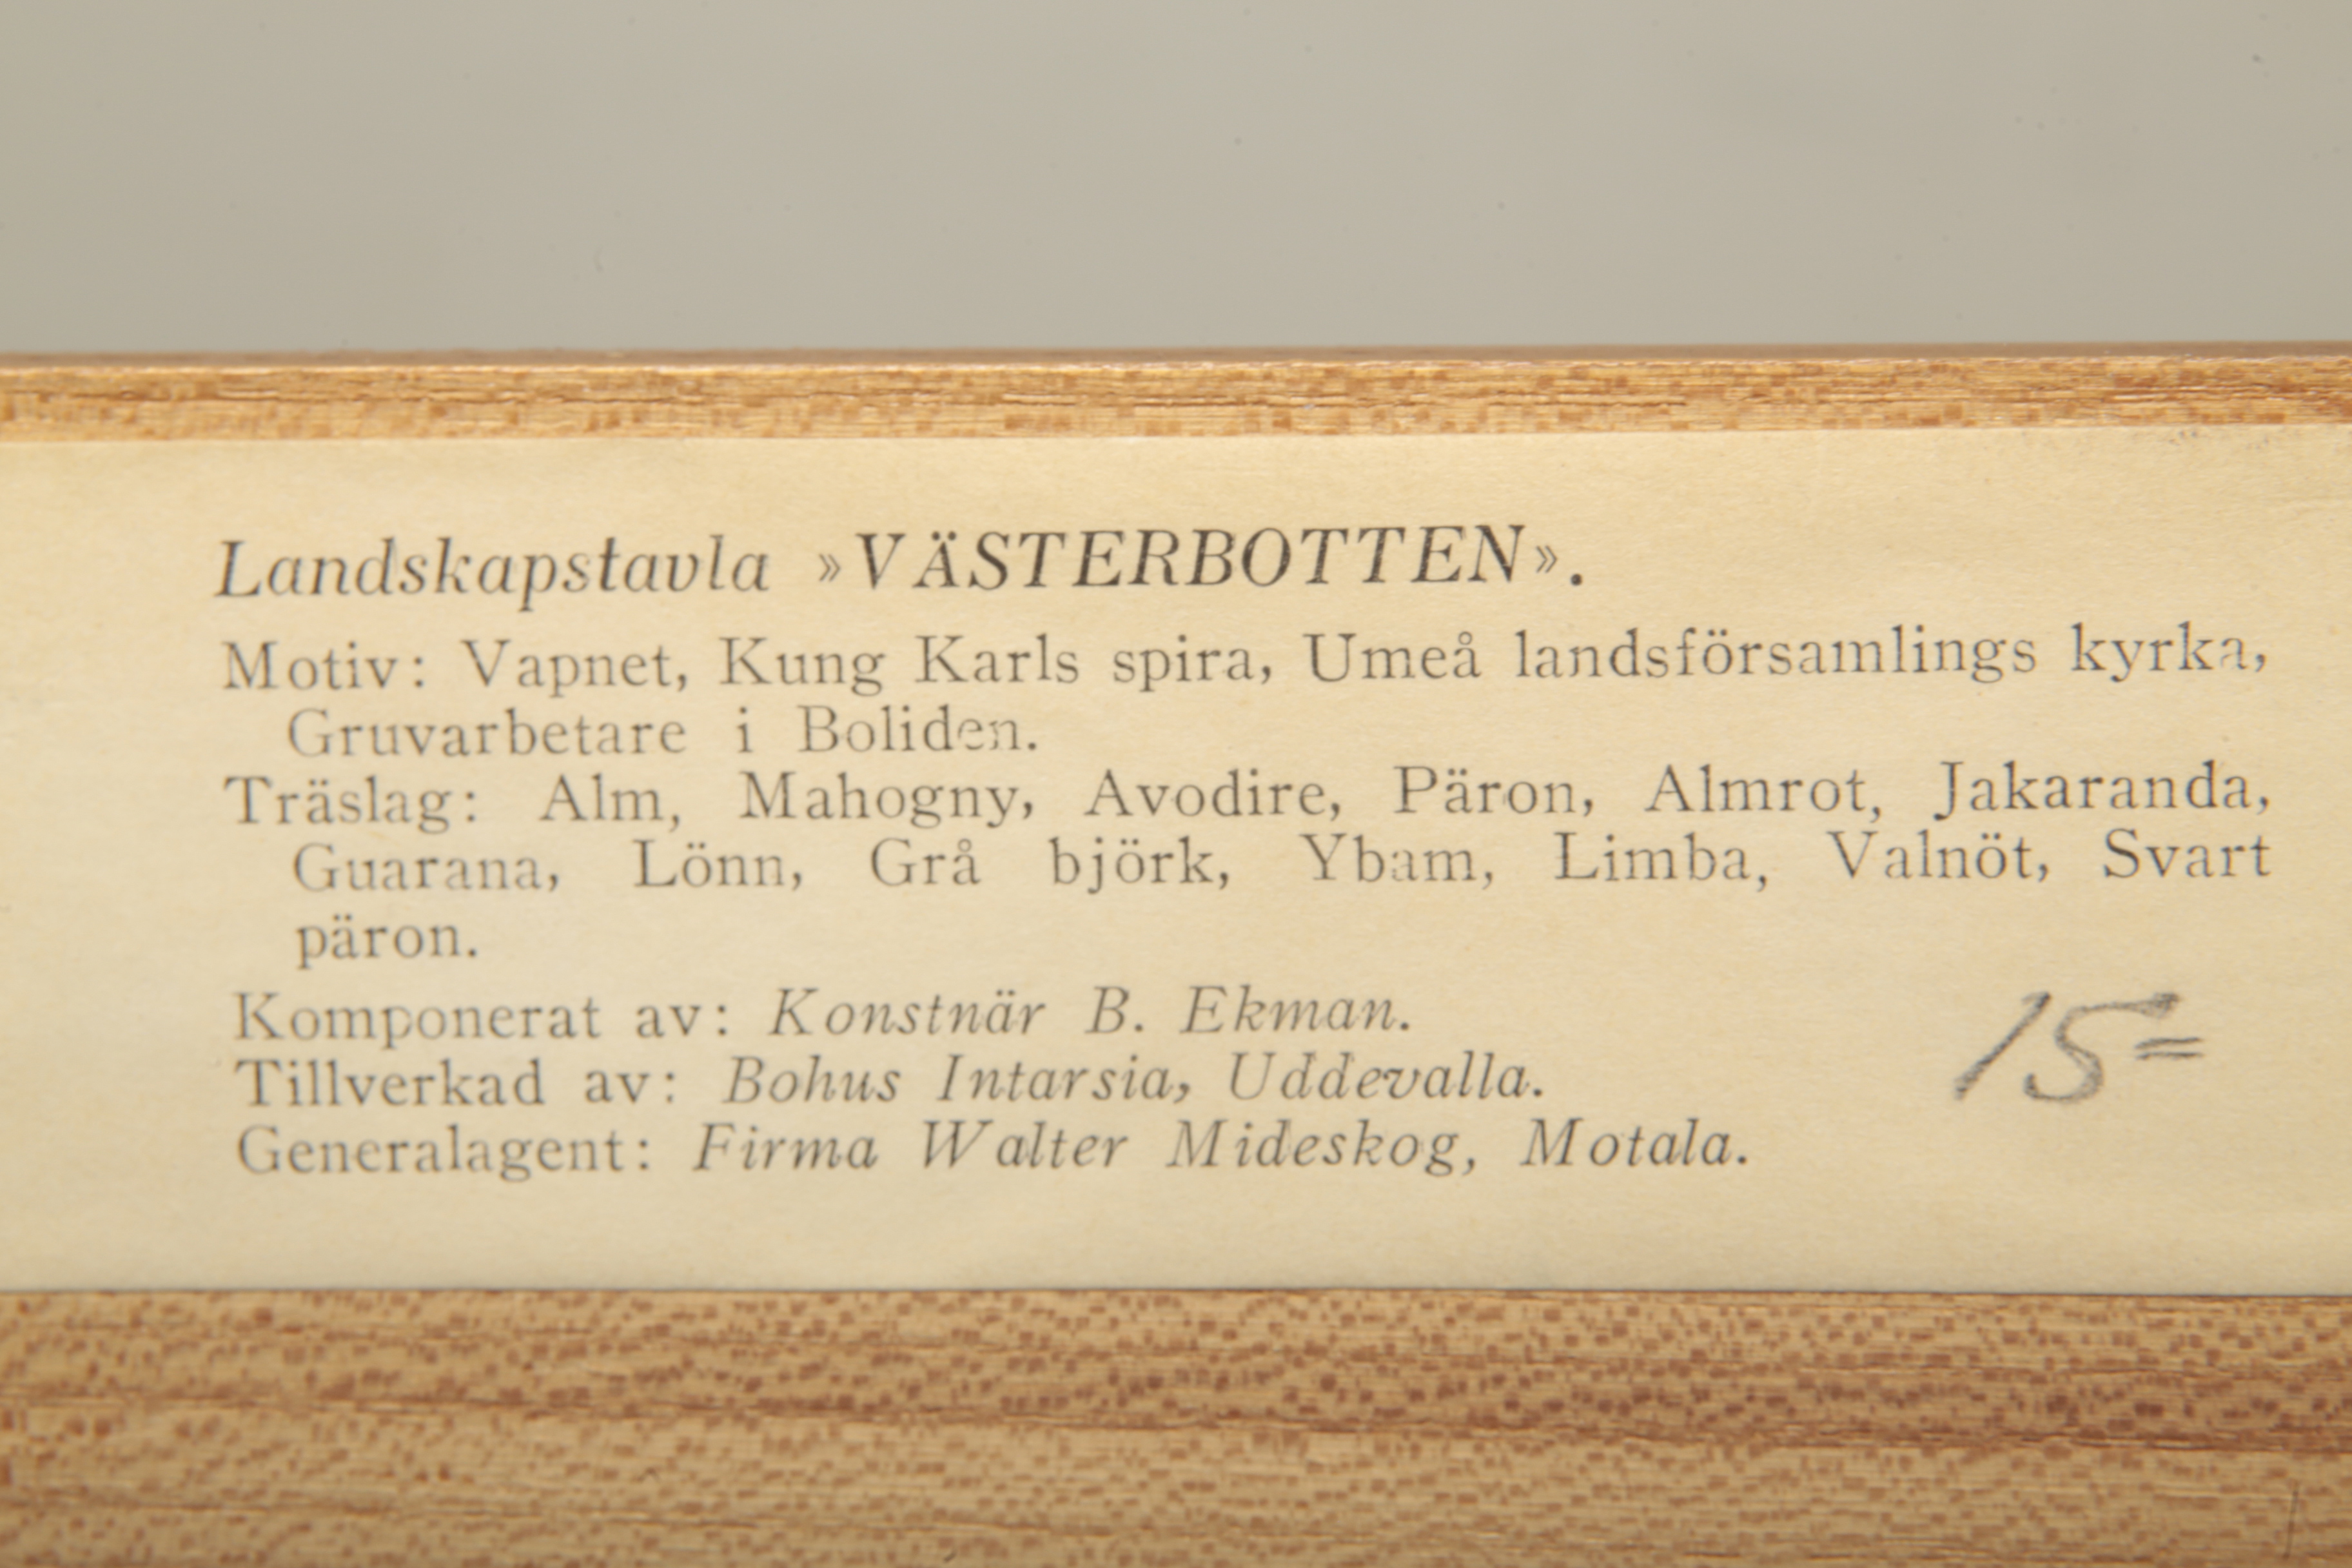 Landskapstavla »VÄSTERBOTTEN».
Motiv: Vapnet, Kung Karls spira, Umeå landsförsamlings kyrka,
Gruvarbetare i Boliden.
Träslag: Alm, Mahogny, Avodire, Päron, Almrot, Jakaranda,
Guarana, Lönn, Grå björk, Ybam, Limba, Valnöt, Svart
päron.
Komponerat av: Konstnär B. Ekman.
Tillverkad av: Bohus Intarsia, Uddevalla.
Generalagent: Firma Walter Mideskog, Motala.
15=